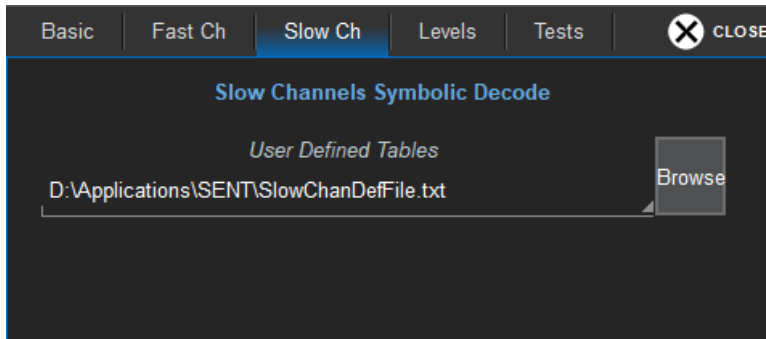 Basic Fast Ch Slow Ch Levels Tests CLOSE
Slow Channels Symbolic Decode
User Defined Tables
D:\Applications\SENT\SlowChanDefFile.txt Browse